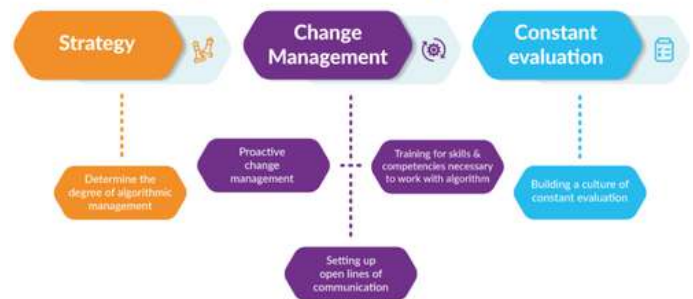 Strategy
Change
Management
Constant
evaluation
Determine the
degree of algorithmic
management
Proactive
change
management
Training for skills &
competencies necessary
to work with algorithm
Setting up
open lines of
communication
Building a culture of
constant evaluation